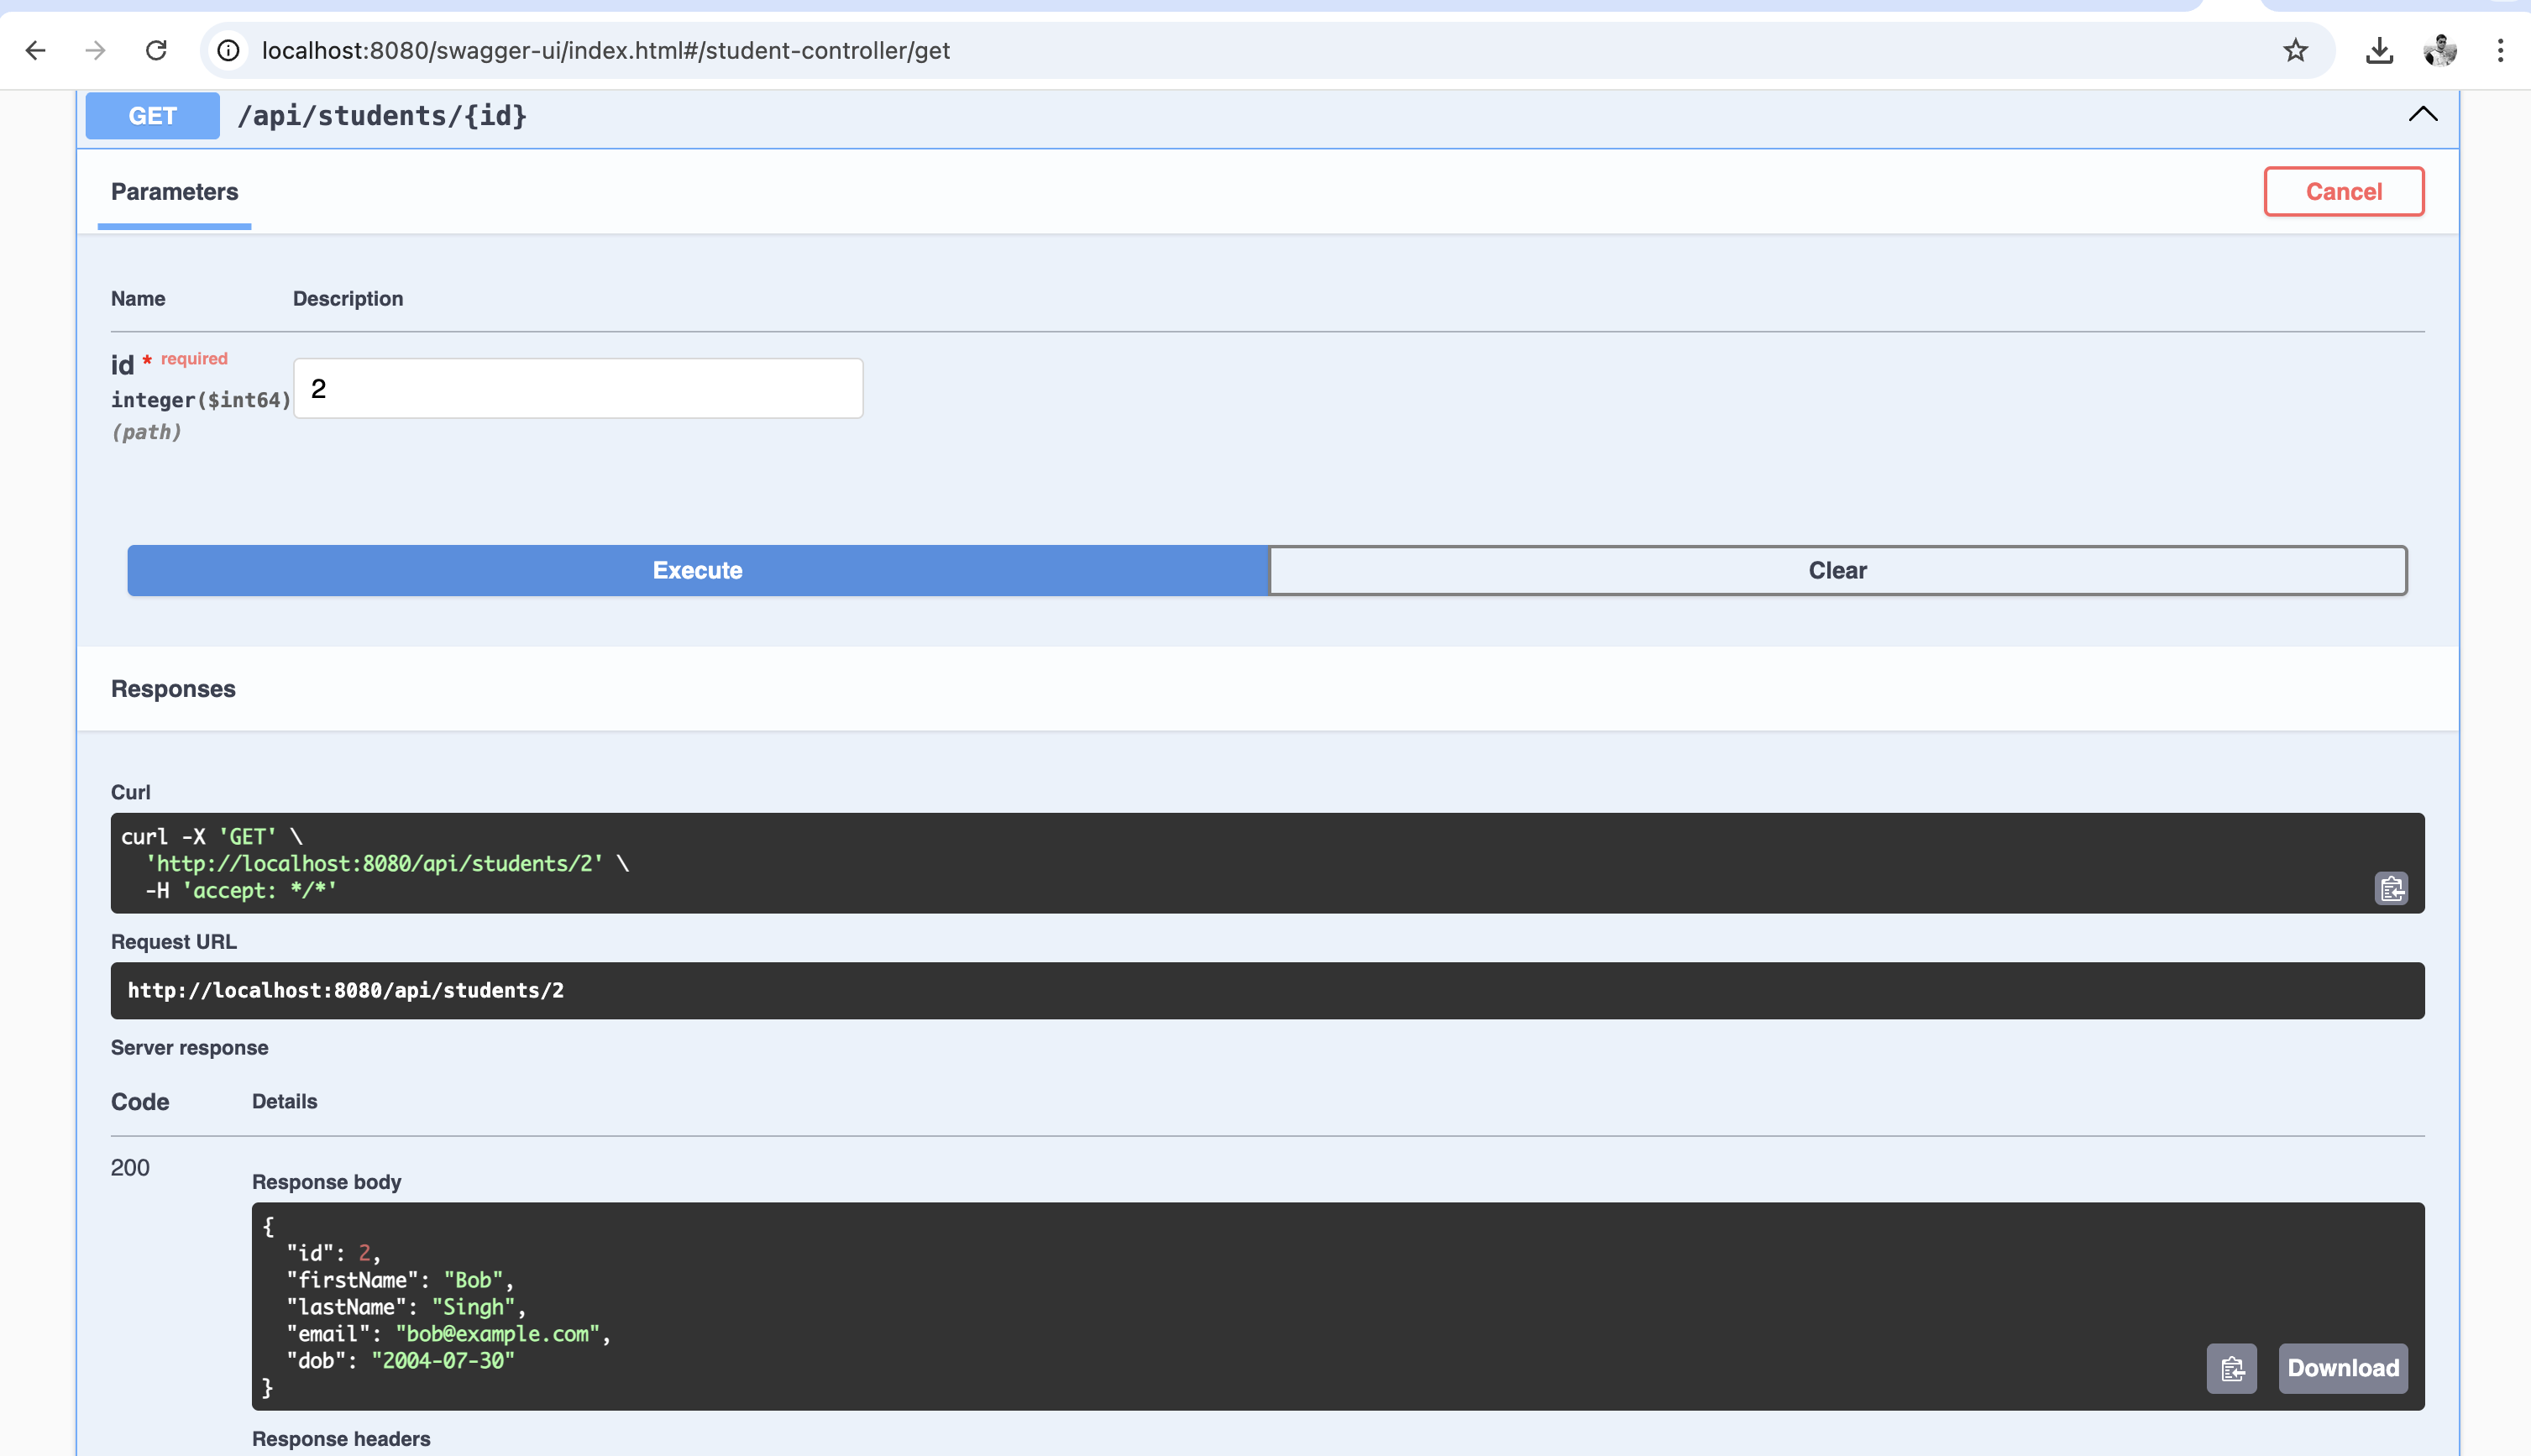 localhost:8080/swagger-ui/index.html#/student-controller/get
GET /api/students/{id}
Parameters Cancel
Name Description
id * required
integer($int64) 2
(path)
Execute Clear
Responses
Curl
curl -X 'GET' \
  'http://localhost:8080/api/students/2' \
  -H 'accept: */*'
Request URL
http://localhost:8080/api/students/2
Server response
Code Details
200
Response body
{
  "id": 2,
  "firstName": "Bob",
  "lastName": "Singh",
  "email": "bob@example.com",
  "dob": "2004-07-30"
}
Download
Response headers